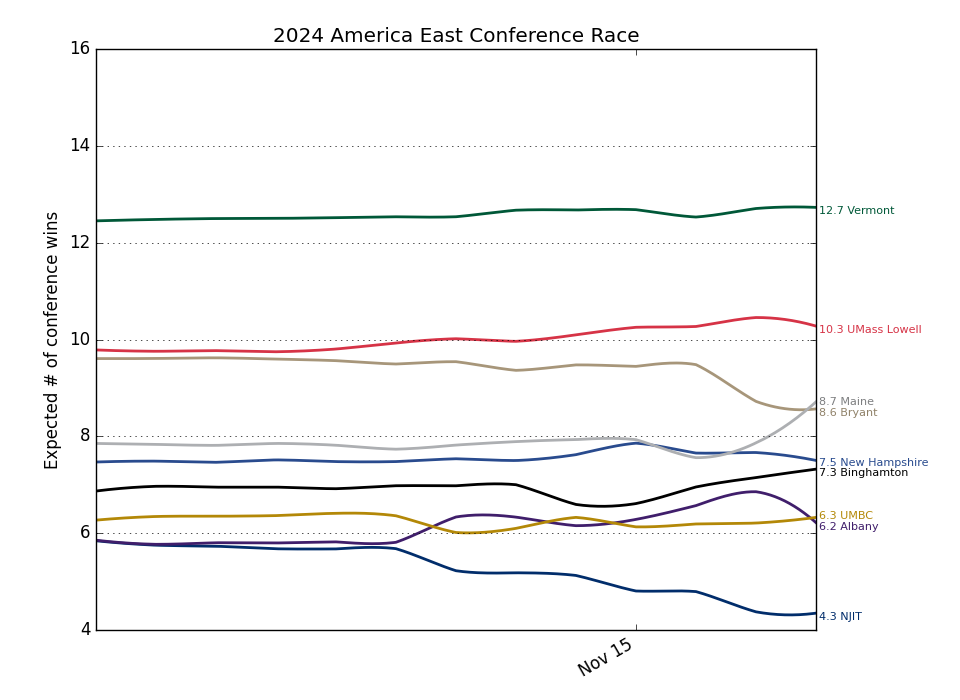 2024 America East Conference Race
Expected # of conference wins
16
14
12
10
8
6
4
12.7 Vermont
10.3 UMass Lowell
8.7 Maine
8.6 Bryant
7.5 New Hampshire
7.3 Binghamton
6.3 UMBC
6.2 Albany
4.3 NJIT
Nov 15